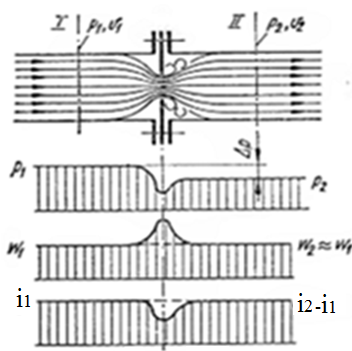 I II
p₁, v₁ p₂, v₂
Δp
p₁ p₂
w₁ w₂≈w₁
i1 i2-i1